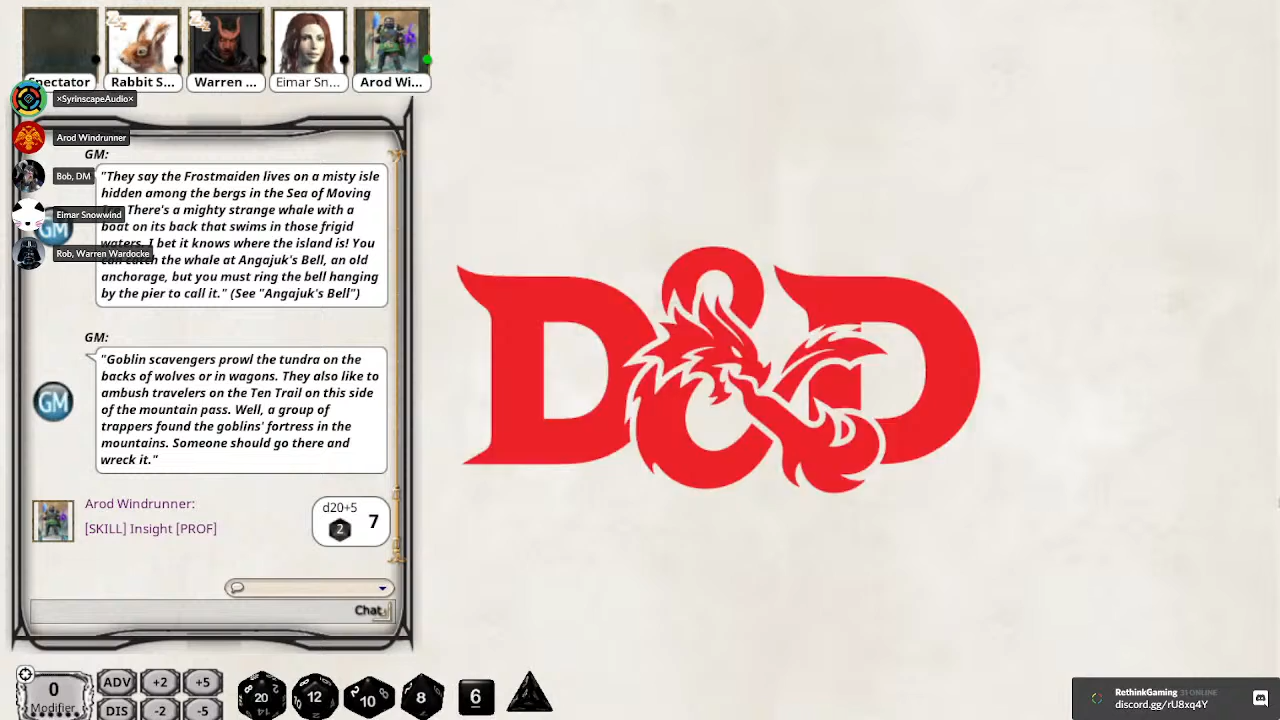 Spectator
Rabbit S...
Warren ...
Eimar Sn...
Arod Wi...
×SyrinscapeAudio×
Arod Windrunner
Bob, DM
Eimar Snowwind
Rob, Warren Wardocke
GM:
"They say the Frostmaiden lives on a misty isle
hidden among the bergs in the Sea of Moving
There's a mighty strange whale with a
boat on its back that swims in those frigid
waters. I bet it knows where the island is! You
can catch the whale at Angajuk's Bell, an old
anchorage, but you must ring the bell hanging
by the pier to call it." (See "Angajuk's Bell")
GM
GM:
"Goblin scavengers prowl the tundra on the
backs of wolves or in wagons. They also like to
ambush travelers on the Ten Trail on this side
of the mountain pass. Well, a group of
trappers found the goblins' fortress in the
mountains. Someone should go there and
wreck it."
GM
Arod Windrunner:
[SKILL] Insight [PROF]
d20+5
2
7
Chat
0
Modifier
ADV
+2
+5
DIS
-2
-5
20
12
10
8
6
D&D
RethinkGaming 31 ONLINE
discord.gg/rU8xq4Y